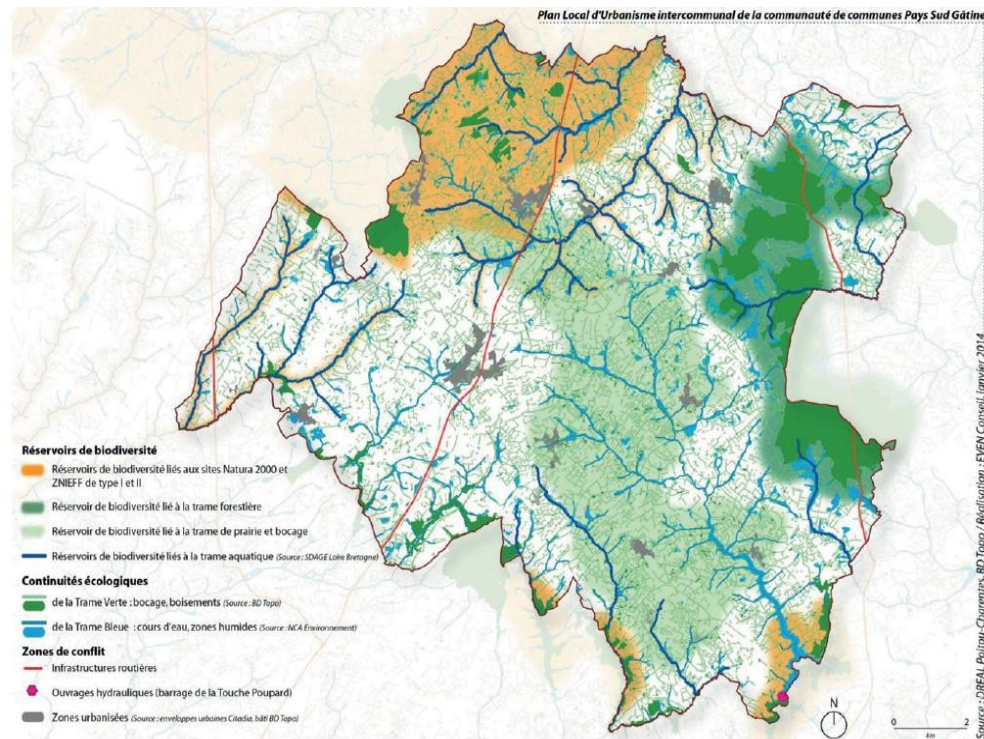 Plan Local d'Urbanisme intercommunal de la communauté de communes Pays Sud Gâtine
Réservoirs de biodiversité
Réservoirs de biodiversité liés aux sites Natura 2000 et
ZNIEFF de type I et II
Réservoir de biodiversité lié à la trame forestière
Réservoir de biodiversité lié à la trame de prairie et bocage
Réservoirs de biodiversité liés à la trame aquatique (Source : SDAGE Loire Bretagne)
Continuités écologiques
de la Trame Verte : bocage, boisements (Source : BD Topo)
de la Trame Bleue : cours d'eau, zones humides (Source : NCA Environnement)
Zones de conflit
Infrastructures routières
Ouvrages hydrauliques (barrage de la Touche Poupard)
Zones urbanisées (Source : enveloppes urbaines Citadia, bâti BD Topo)
N
0 2
km
Source : DREAL Poitou-Charentes, BD Topo / Réalisation : EVEN Conseil, janvier 2014